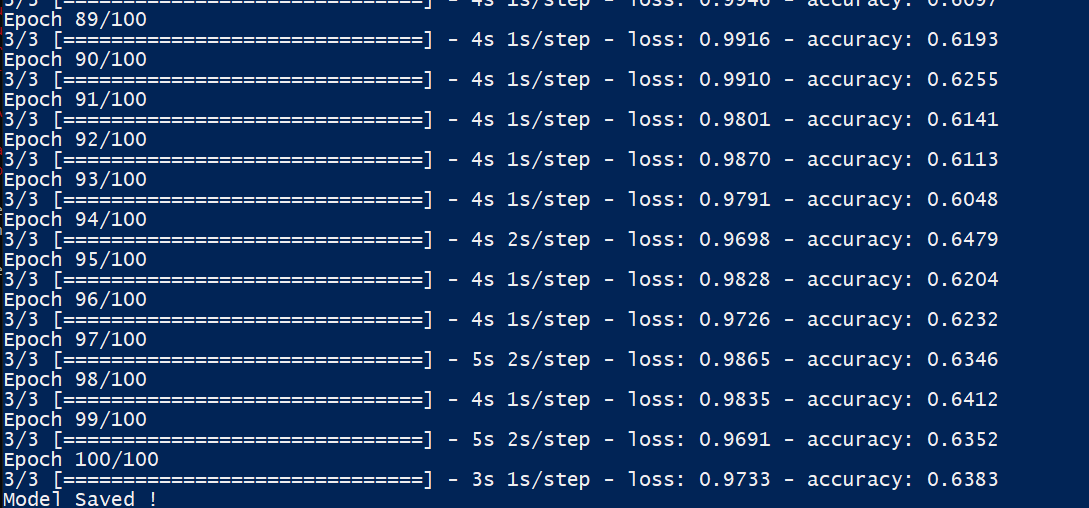 3/3 [==============================] - 4s 1s/step - loss: 0.9946 - accuracy: 0.6097
Epoch 89/100
3/3 [==============================] - 4s 1s/step - loss: 0.9916 - accuracy: 0.6193
Epoch 90/100
3/3 [==============================] - 4s 1s/step - loss: 0.9910 - accuracy: 0.6255
Epoch 91/100
3/3 [==============================] - 4s 1s/step - loss: 0.9801 - accuracy: 0.6141
Epoch 92/100
3/3 [==============================] - 4s 1s/step - loss: 0.9870 - accuracy: 0.6113
Epoch 93/100
3/3 [==============================] - 4s 1s/step - loss: 0.9791 - accuracy: 0.6048
Epoch 94/100
3/3 [==============================] - 4s 2s/step - loss: 0.9698 - accuracy: 0.6479
Epoch 95/100
3/3 [==============================] - 4s 1s/step - loss: 0.9828 - accuracy: 0.6204
Epoch 96/100
3/3 [==============================] - 4s 1s/step - loss: 0.9726 - accuracy: 0.6232
Epoch 97/100
3/3 [==============================] - 5s 2s/step - loss: 0.9865 - accuracy: 0.6346
Epoch 98/100
3/3 [==============================] - 4s 1s/step - loss: 0.9835 - accuracy: 0.6412
Epoch 99/100
3/3 [==============================] - 5s 2s/step - loss: 0.9691 - accuracy: 0.6352
Epoch 100/100
3/3 [==============================] - 3s 1s/step - loss: 0.9733 - accuracy: 0.6383
Model Saved !